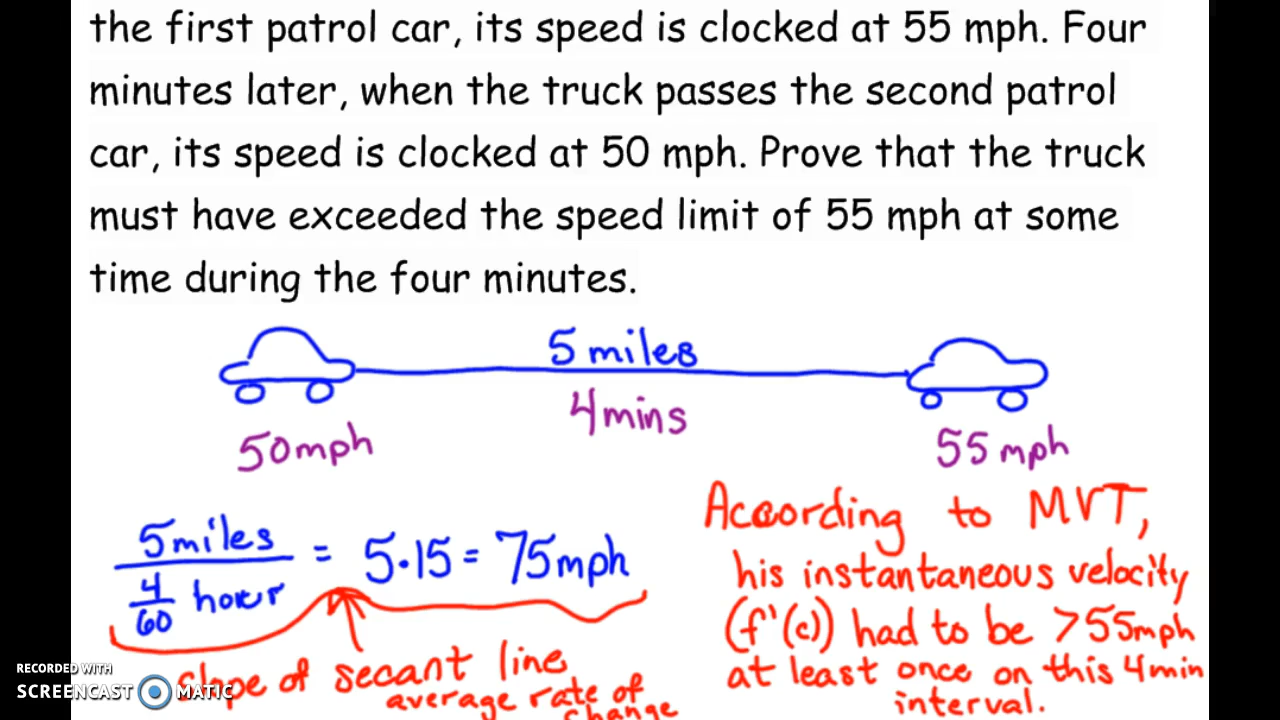 the first patrol car, its speed is clocked at 55 mph. Four
minutes later, when the truck passes the second patrol
car, its speed is clocked at 50 mph. Prove that the truck
must have exceeded the speed limit of 55 mph at some
time during the four minutes.
5 miles
4 mins
50mph
55 mph
5 miles
4/60 hour
= 5·15 = 75mph
slope of secant line
average rate of
change
According to MVT,
his instantaneous velocity
(f'(c)) had to be >55mph
at least once on this 4min
interval.
RECORDED WITH
SCREENCAST MATIC